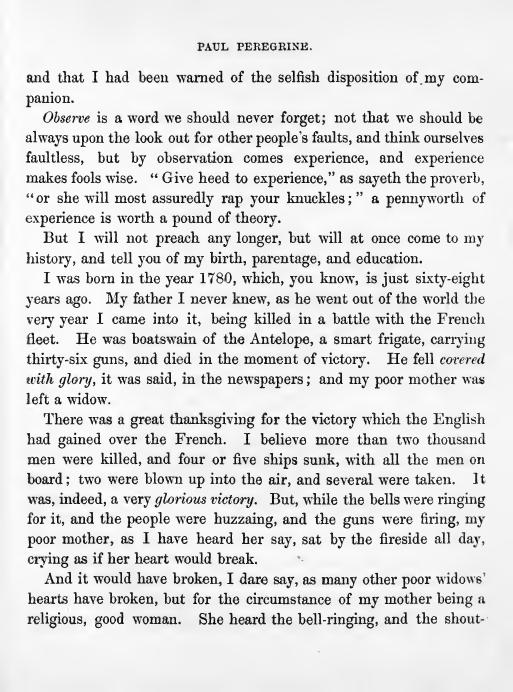 PAUL PEREGRINE.
and that I had been warned of the selfish disposition of my com-
panion.
Observe is a word we should never forget; not that we should be
always upon the look out for other people's faults, and think ourselves
faultless, but by observation comes experience, and experience
makes fools wise. "Give heed to experience," as sayeth the proverb,
"or she will most assuredly rap your knuckles;" a pennyworth of
experience is worth a pound of theory.
But I will not preach any longer, but will at once come to my
history, and tell you of my birth, parentage, and education.
I was born in the year 1780, which, you know, is just sixty-eight
years ago. My father I never knew, as he went out of the world the
very year I came into it, being killed in a battle with the French
fleet. He was boatswain of the Antelope, a smart frigate, carrying
thirty-six guns, and died in the moment of victory. He fell covered
with glory, it was said, in the newspapers; and my poor mother was
left a widow.
There was a great thanksgiving for the victory which the English
had gained over the French. I believe more than two thousand
men were killed, and four or five ships sunk, with all the men on
board; two were blown up into the air, and several were taken. It
was, indeed, a very glorious victory. But, while the bells were ringing
for it, and the people were huzzaing, and the guns were firing, my
poor mother, as I have heard her say, sat by the fireside all day,
crying as if her heart would break.
And it would have broken, I dare say, as many other poor widows'
hearts have broken, but for the circumstance of my mother being a
religious, good woman. She heard the bell-ringing, and the shout-